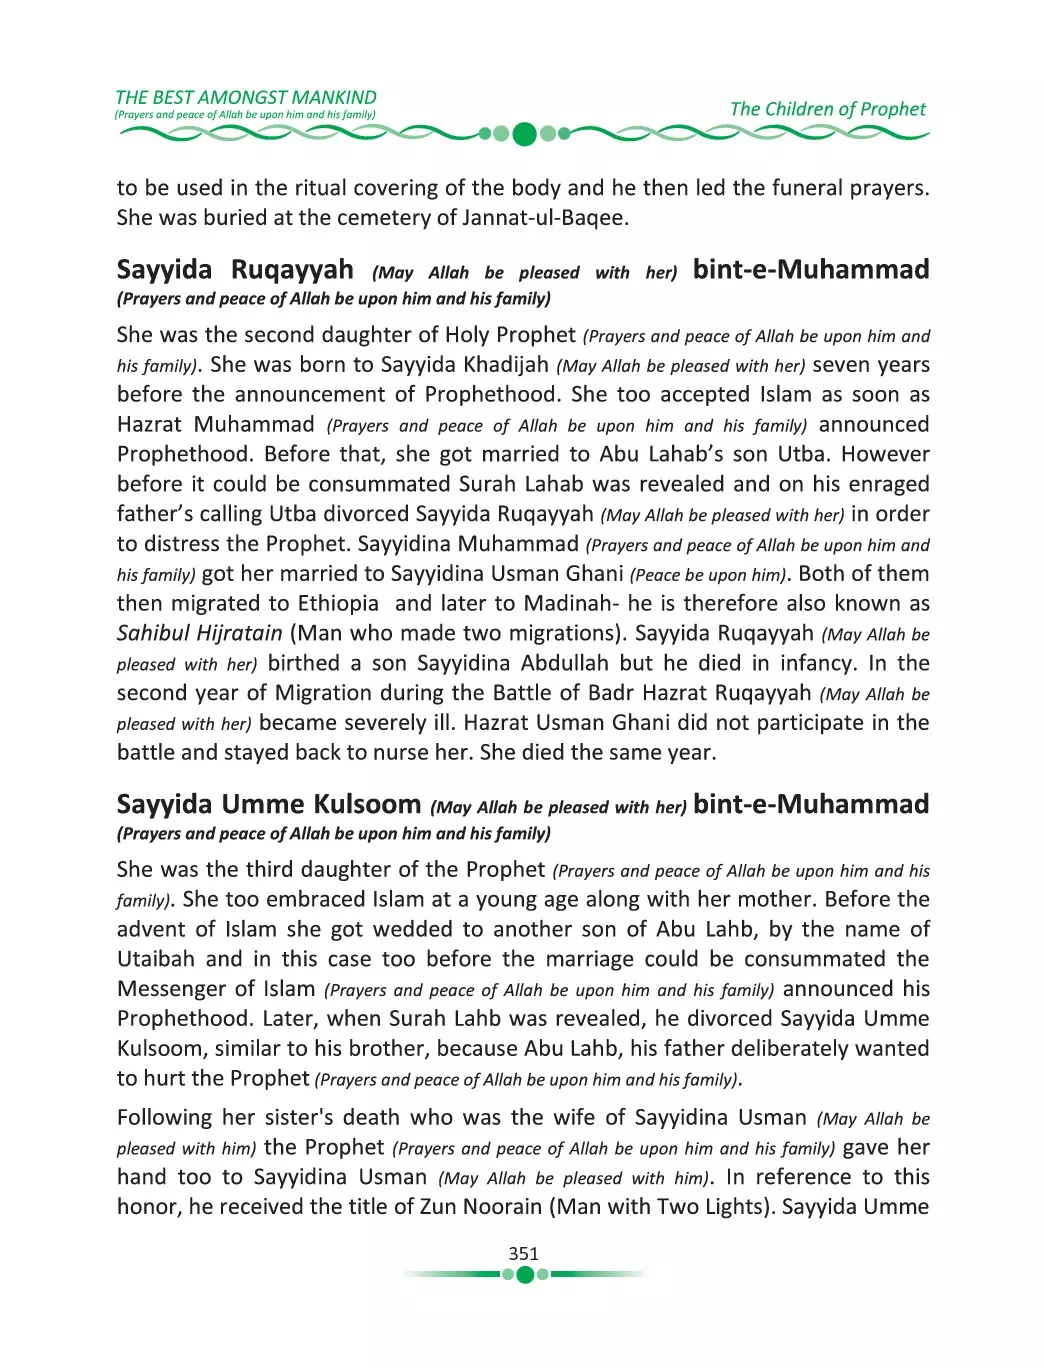 THE BEST AMONGST MANKIND
(Prayers and peace of Allah be upon him and his family)
The Children of Prophet
to be used in the ritual covering of the body and he then led the funeral prayers.
She was buried at the cemetery of Jannat-ul-Baqee.
Sayyida Ruqayyah (May Allah be pleased with her) bint-e-Muhammad
(Prayers and peace of Allah be upon him and his family)
She was the second daughter of Holy Prophet (Prayers and peace of Allah be upon him and
his family). She was born to Sayyida Khadijah (May Allah be pleased with her) seven years
before the announcement of Prophethood. She too accepted Islam as soon as
Hazrat Muhammad (Prayers and peace of Allah be upon him and his family) announced
Prophethood. Before that, she got married to Abu Lahab’s son Utba. However
before it could be consummated Surah Lahab was revealed and on his enraged
father’s calling Utba divorced Sayyida Ruqayyah (May Allah be pleased with her) in order
to distress the Prophet. Sayyidina Muhammad (Prayers and peace of Allah be upon him and
his family) got her married to Sayyidina Usman Ghani (Peace be upon him). Both of them
then migrated to Ethiopia  and later to Madinah- he is therefore also known as
Sahibul Hijratain (Man who made two migrations). Sayyida Ruqayyah (May Allah be
pleased with her) birthed a son Sayyidina Abdullah but he died in infancy. In the
second year of Migration during the Battle of Badr Hazrat Ruqayyah (May Allah be
pleased with her) became severely ill. Hazrat Usman Ghani did not participate in the
battle and stayed back to nurse her. She died the same year.
Sayyida Umme Kulsoom (May Allah be pleased with her) bint-e-Muhammad
(Prayers and peace of Allah be upon him and his family)
She was the third daughter of the Prophet (Prayers and peace of Allah be upon him and his
family). She too embraced Islam at a young age along with her mother. Before the
advent of Islam she got wedded to another son of Abu Lahb, by the name of
Utaibah and in this case too before the marriage could be consummated the
Messenger of Islam (Prayers and peace of Allah be upon him and his family) announced his
Prophethood. Later, when Surah Lahb was revealed, he divorced Sayyida Umme
Kulsoom, similar to his brother, because Abu Lahb, his father deliberately wanted
to hurt the Prophet (Prayers and peace of Allah be upon him and his family).
Following her sister's death who was the wife of Sayyidina Usman (May Allah be
pleased with him) the Prophet (Prayers and peace of Allah be upon him and his family) gave her
hand too to Sayyidina Usman (May Allah be pleased with him). In reference to this
honor, he received the title of Zun Noorain (Man with Two Lights). Sayyida Umme
351